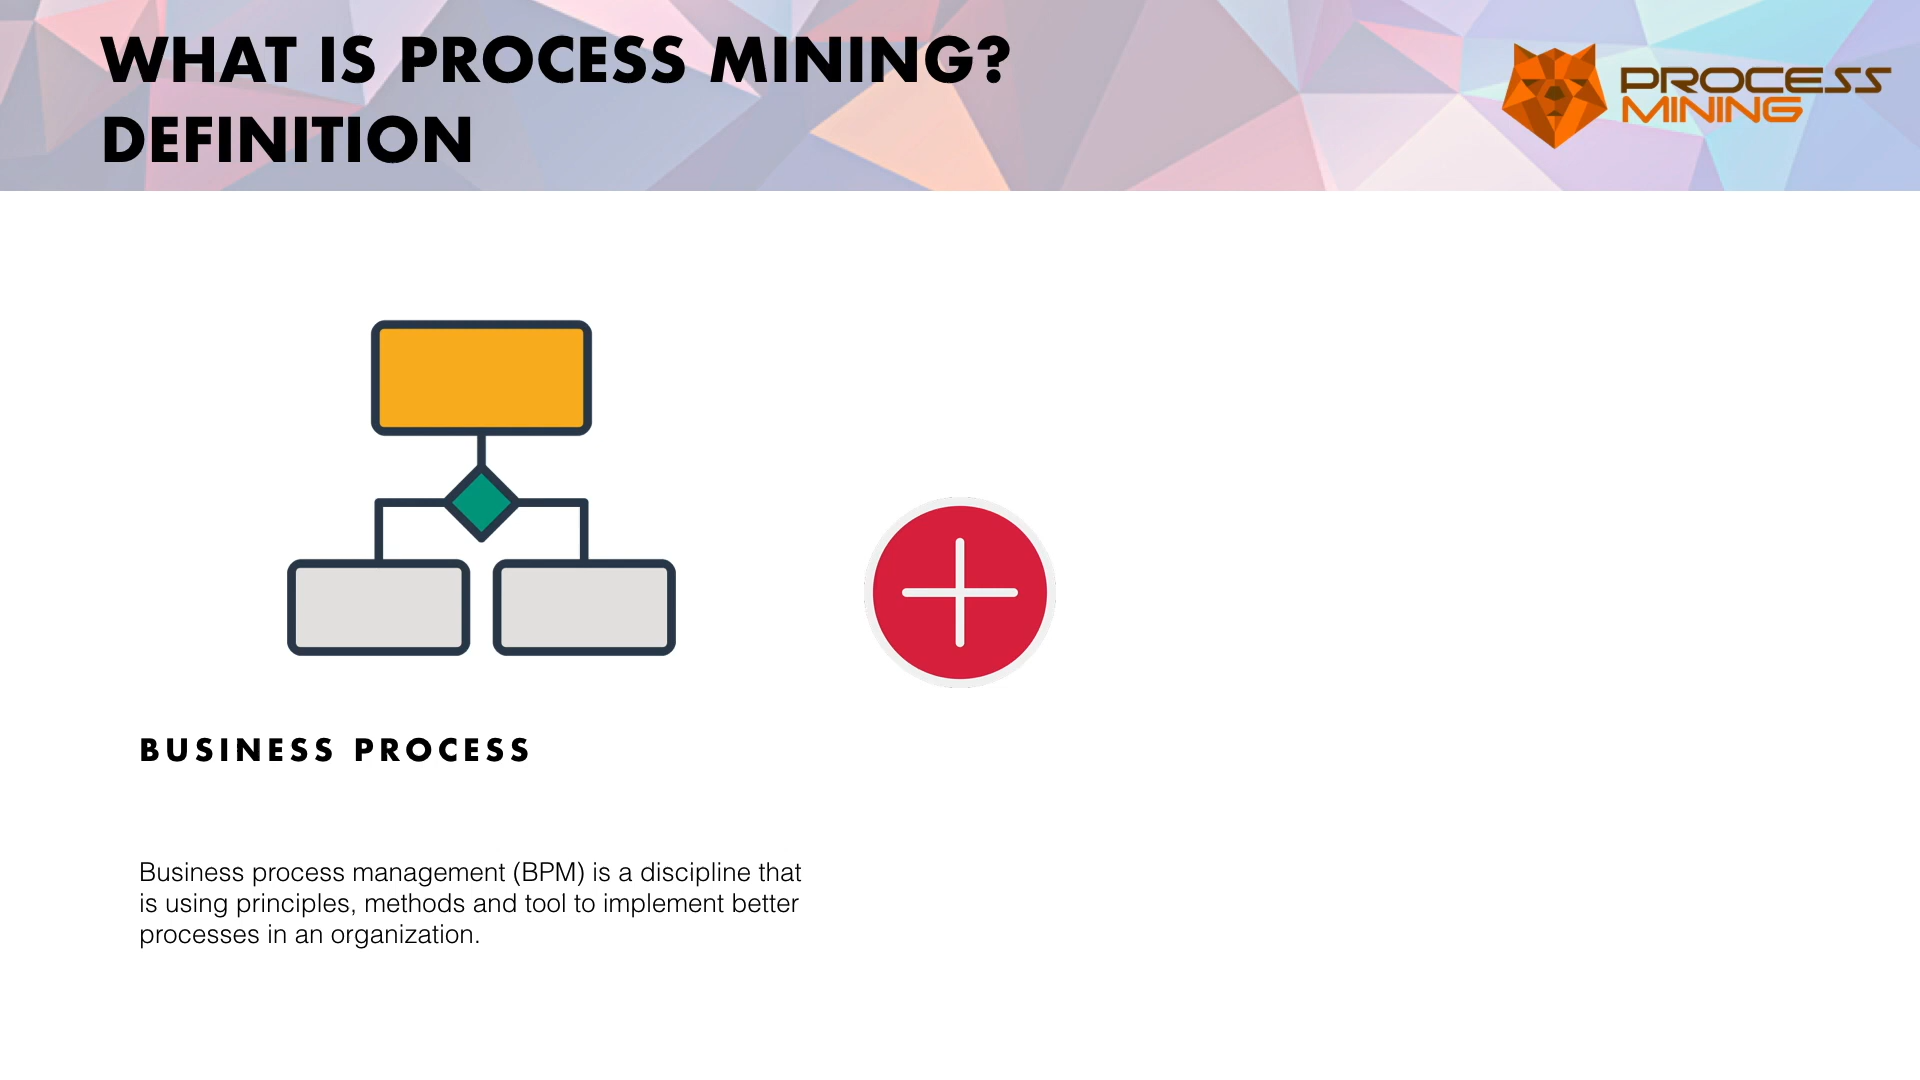 WHAT IS PROCESS MINING?
DEFINITION
PROCESS
MINING
BUSINESS PROCESS
Business process management (BPM) is a discipline that
is using principles, methods and tool to implement better
processes in an organization.